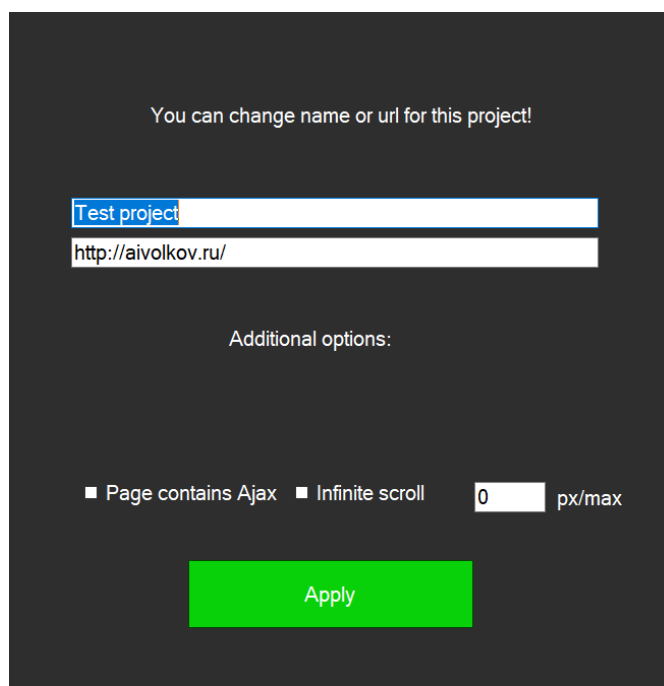 You can change name or url for this project!
Test project
http://aivolkov.ru/
Additional options:
Page contains Ajax Infinite scroll 0 px/max
Apply